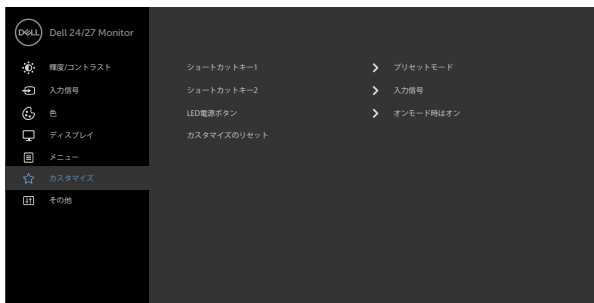 DELL Dell 24/27 Monitor
輝度/コントラスト
入力信号
色
ディスプレイ
メニュー
カスタマイズ
その他
ショートカットキー1 プリセットモード
ショートカットキー2 入力信号
LED電源ボタン オンモード時はオン
カスタマイズのリセット